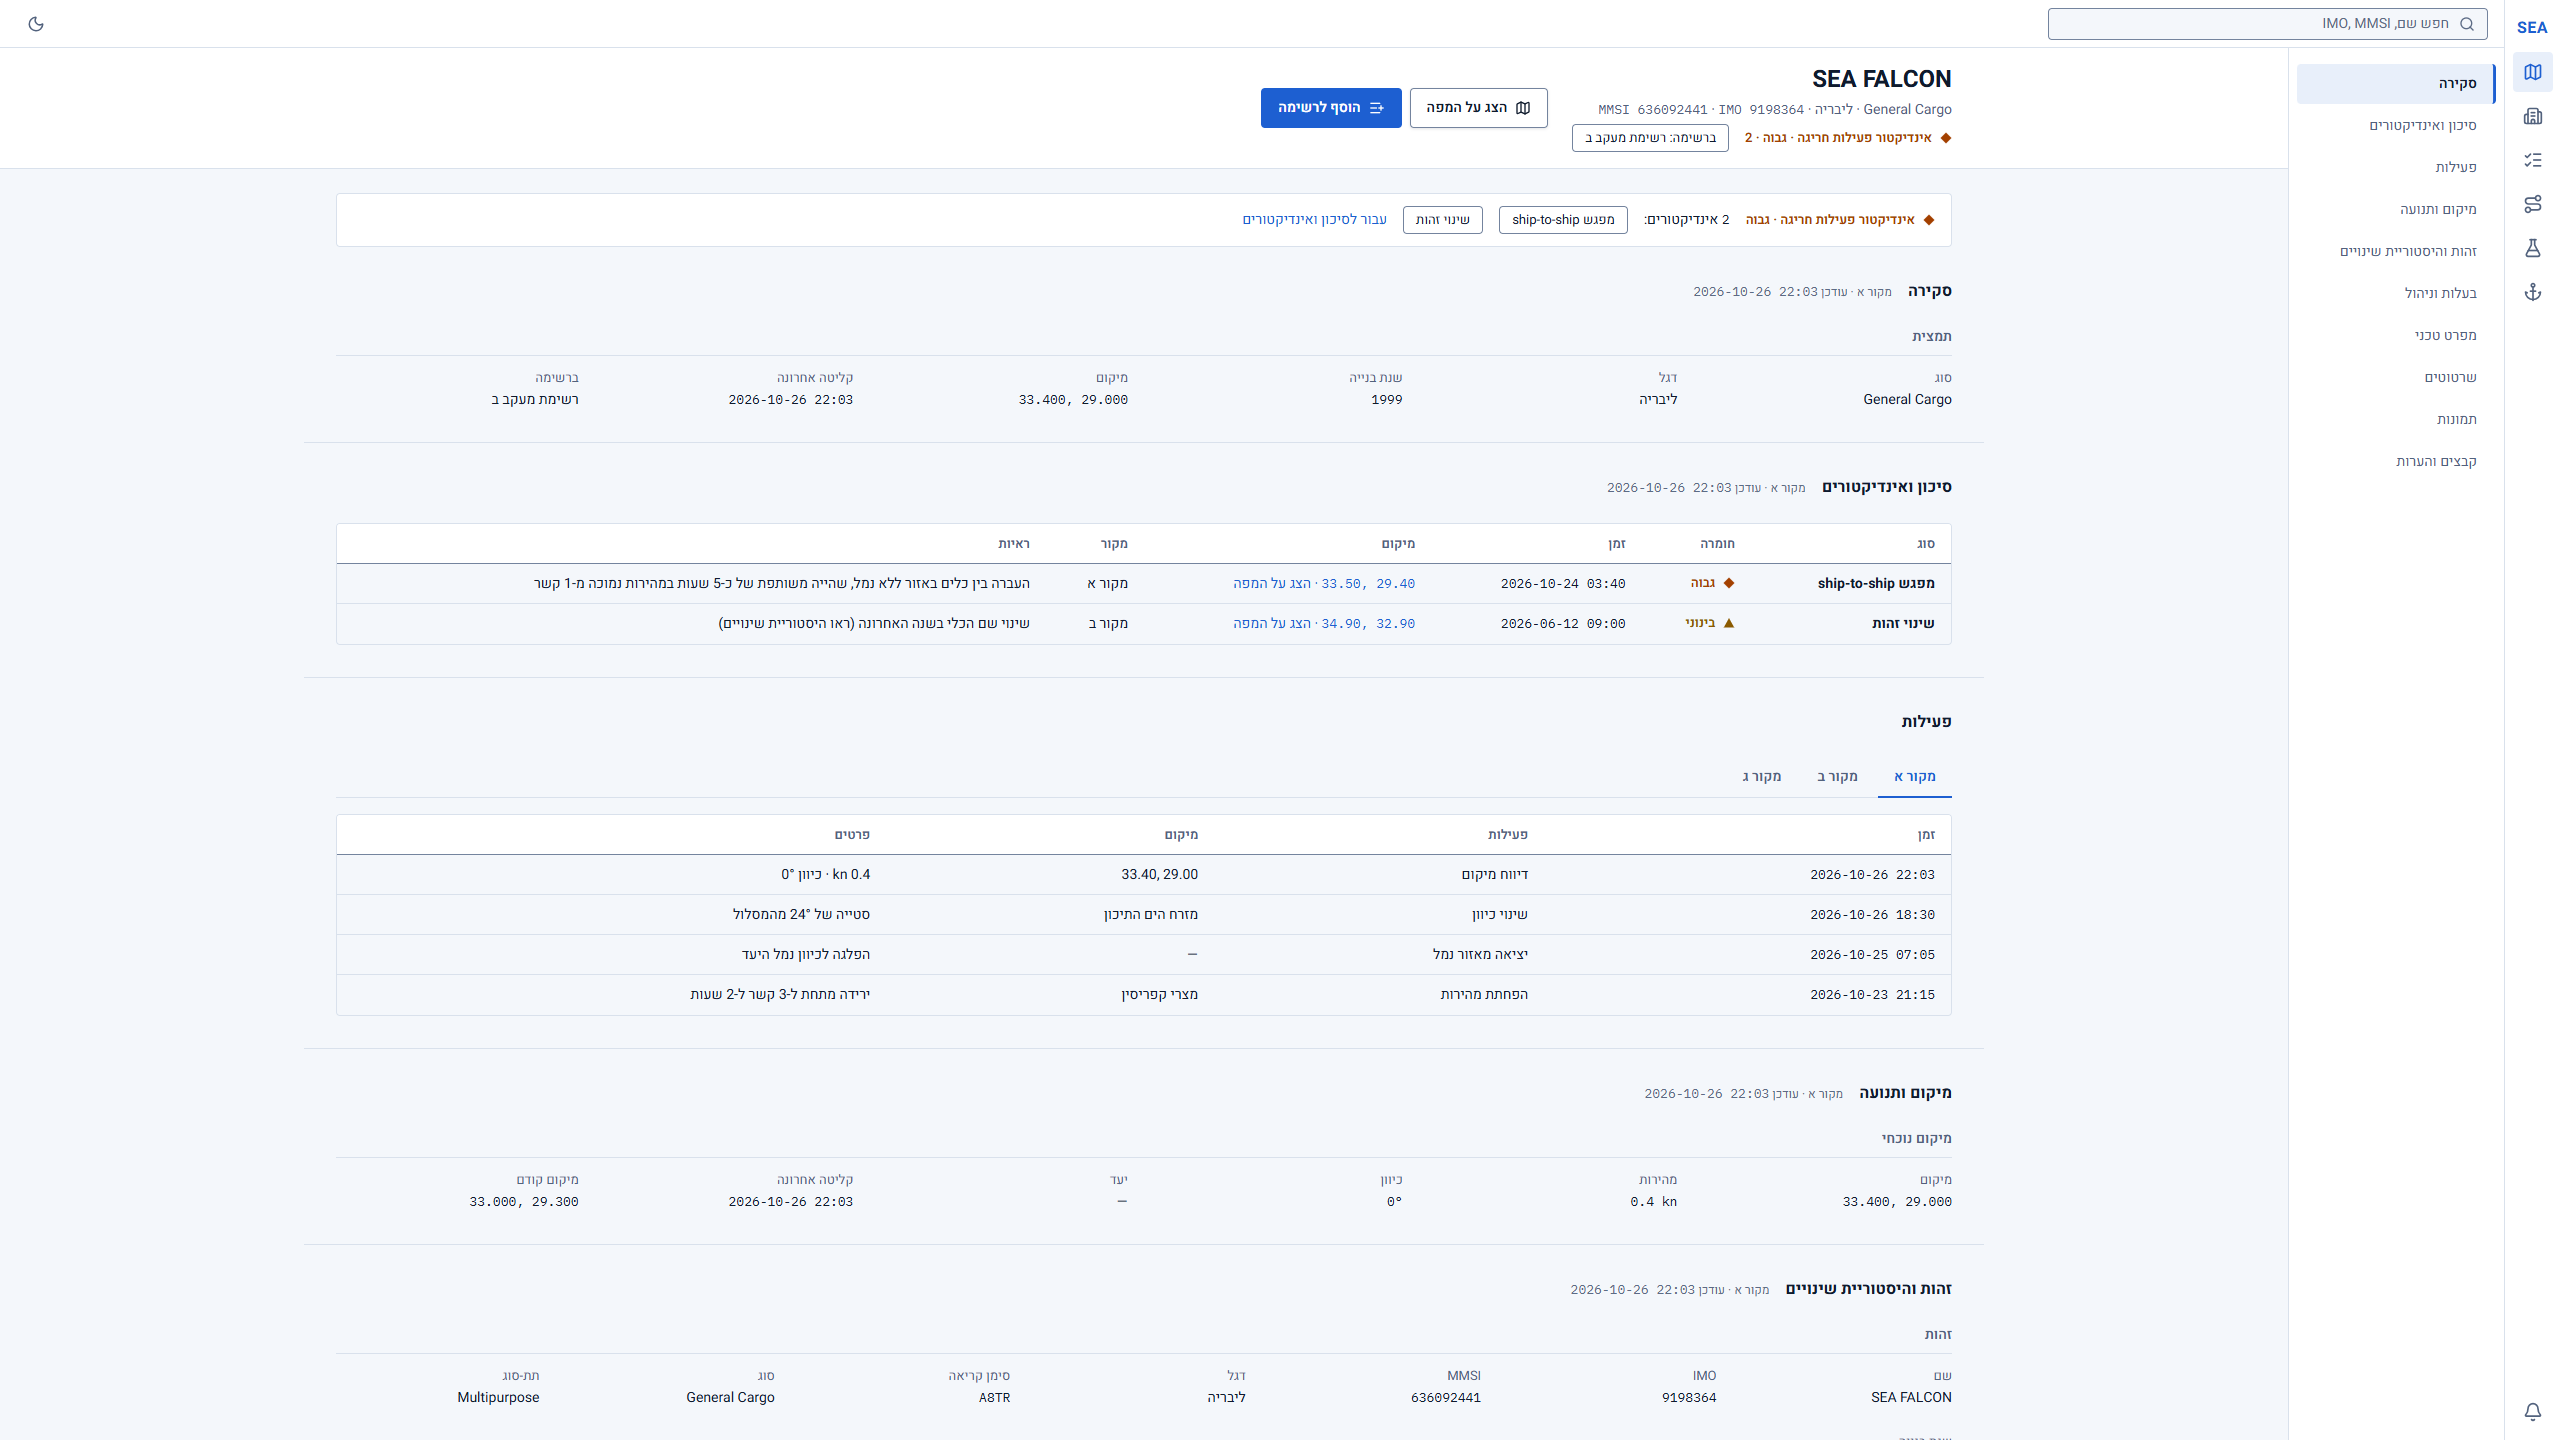 SEA
חפש שם, IMO, MMSI
סקירה
סיכון ואינדיקטורים
פעילות
מיקום ותנועה
זהות והיסטוריית שינויים
בעלות וניהול
מפרט טכני
שרטוטים
תמונות
קבצים והערות
SEA FALCON
General Cargo · ליבריה · IMO 9198364 · MMSI 636092441
אינדיקטור פעילות חריגה · גבוה · 2 ברשימה: רשימת מעקב ב
הצג על המפה הוסף לרשימה
אינדיקטור פעילות חריגה · גבוה 2 אינדיקטורים: מפגש ship-to-ship שינוי זהות עבור לסיכון ואינדיקטורים
סקירה מקור א · עודכן 2026-10-26 22:03
תמצית
סוג דגל שנת בנייה מיקום קליטה אחרונה ברשימה
General Cargo ליבריה 1999 33.400, 29.000 2026-10-26 22:03 רשימת מעקב ב
סיכון ואינדיקטורים מקור א · עודכן 2026-10-26 22:03
סוג חומרה זמן מיקום מקור ראיות
מפגש ship-to-ship גבוה 2026-10-24 03:40 33.50, 29.40 · הצג על המפה מקור א העברה בין כלים באזור ללא נמל, שהייה משותפת של כ-5 שעות במהירות נמוכה מ-1 קשר
שינוי זהות בינוני 2026-06-12 09:00 34.90, 32.90 · הצג על המפה מקור ב שינוי שם הכלי בשנה האחרונה (ראו היסטוריית שינויים)
פעילות
מקור א מקור ב מקור ג
זמן פעילות מיקום פרטים
2026-10-26 22:03 דיווח מיקום 33.40, 29.00 0.4 kn · כיוון 0°
2026-10-26 18:30 שינוי כיוון מזרח הים התיכון סטייה של 24° מהמסלול
2026-10-25 07:05 יציאה מאזור נמל — הפלגה לכיוון נמל היעד
2026-10-23 21:15 הפחתת מהירות מצרי קפריסין ירידה מתחת ל-3 קשר ל-2 שעות
מיקום ותנועה מקור א · עודכן 2026-10-26 22:03
מיקום נוכחי
מיקום מהירות כיוון יעד קליטה אחרונה מיקום קודם
33.400, 29.000 0.4 kn 0° — 2026-10-26 22:03 33.000, 29.300
זהות והיסטוריית שינויים מקור א · עודכן 2026-10-26 22:03
זהות
שם IMO MMSI דגל סימן קריאה סוג תת-סוג
SEA FALCON 9198364 636092441 ליבריה A8TR General Cargo Multipurpose